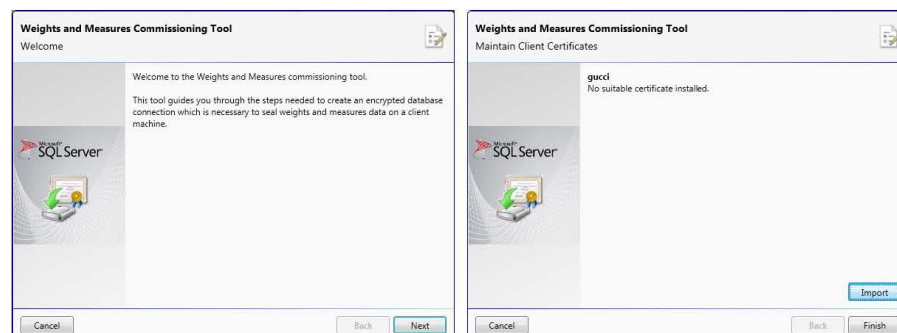 Weights and Measures Commissioning Tool
Welcome
Welcome to the Weights and Measures commissioning tool.
This tool guides you through the steps needed to create an encrypted database
connection which is necessary to seal weights and measures data on a client
machine.
Microsoft
SQL Server
Cancel
Back
Next
Weights and Measures Commissioning Tool
Maintain Client Certificates
gucci
No suitable certificate installed.
Microsoft
SQL Server
Import
Cancel
Back
Finish